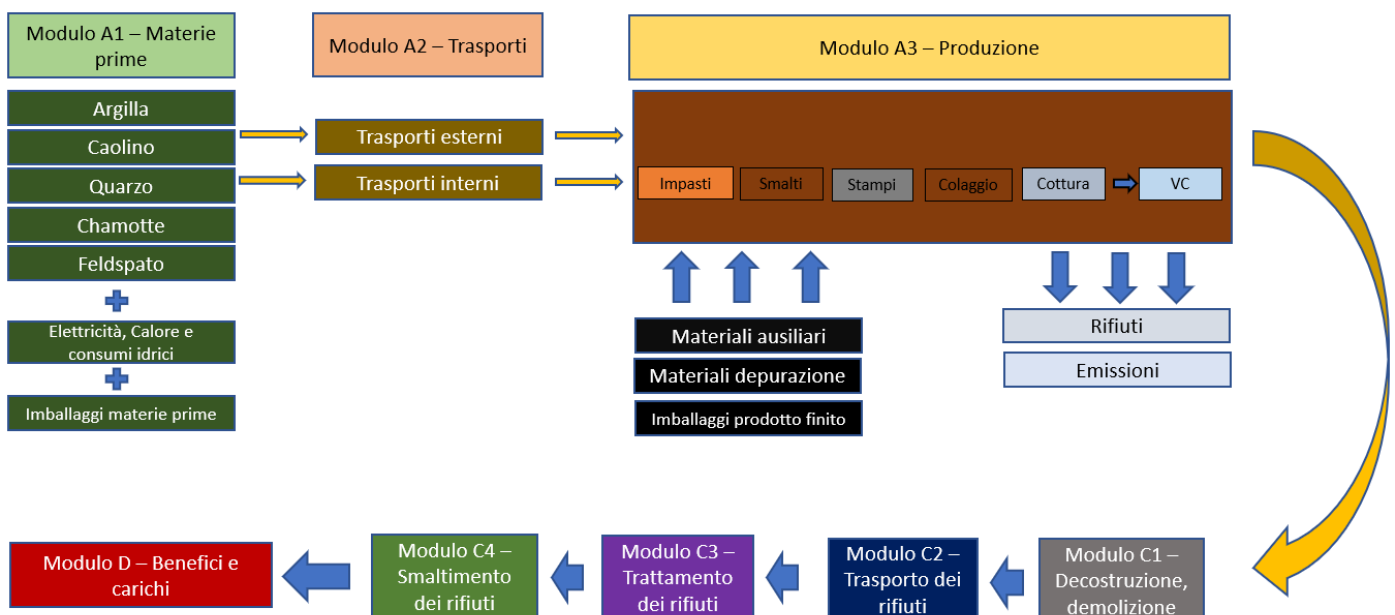 Modulo A1 – Materie
prime
Modulo A2 – Trasporti
Modulo A3 – Produzione
Argilla
Caolino
Quarzo
Chamotte
Feldspato
Elettricità, Calore e
consumi idrici
Imballaggi materie prime
Trasporti esterni
Trasporti interni
Impasti
Smalti
Stampi
Colaggio
Cottura
VC
Materiali ausiliari
Materiali depurazione
Imballaggi prodotto finito
Rifiuti
Emissioni
Modulo D – Benefici e
carichi
Modulo C4 –
Smaltimento
dei rifiuti
Modulo C3 –
Trattamento
dei rifiuti
Modulo C2 –
Trasporto dei
rifiuti
Modulo C1 –
Decostruzione,
demolizione